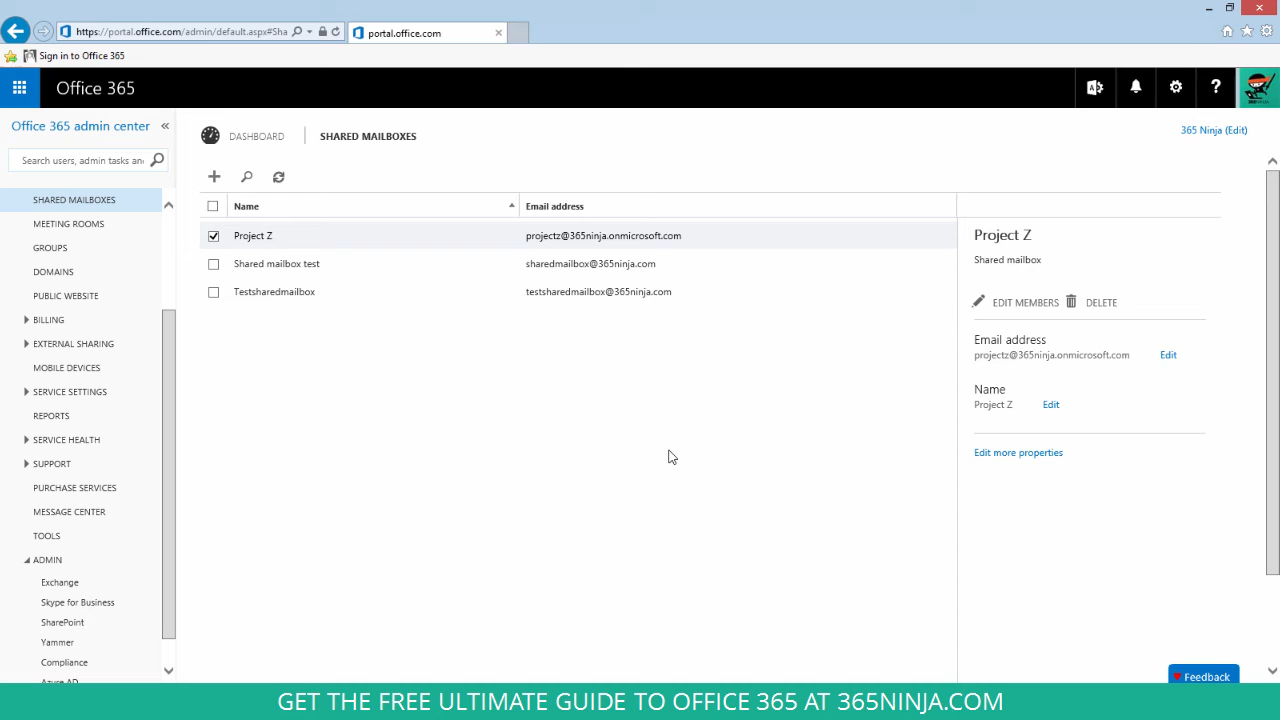 https://portal.office.com/admin/default.aspx#Sha
portal.office.com
Sign in to Office 365
Office 365
Office 365 admin center
DASHBOARD
SHARED MAILBOXES
365 Ninja (Edit)
Search users, admin tasks an
SHARED MAILBOXES
MEETING ROOMS
GROUPS
DOMAINS
PUBLIC WEBSITE
BILLING
EXTERNAL SHARING
MOBILE DEVICES
SERVICE SETTINGS
REPORTS
SERVICE HEALTH
SUPPORT
PURCHASE SERVICES
MESSAGE CENTER
TOOLS
ADMIN
Exchange
Skype for Business
SharePoint
Yammer
Compliance
Azure AD
Name Email address
Project Z projectz@365ninja.onmicrosoft.com
Shared mailbox test sharedmailbox@365ninja.com
Testsharedmailbox testsharedmailbox@365ninja.com
Project Z
Shared mailbox
EDIT MEMBERS DELETE
Email address
projectz@365ninja.onmicrosoft.com Edit
Name
Project Z Edit
Edit more properties
Feedback
GET THE FREE ULTIMATE GUIDE TO OFFICE 365 AT 365NINJA.COM